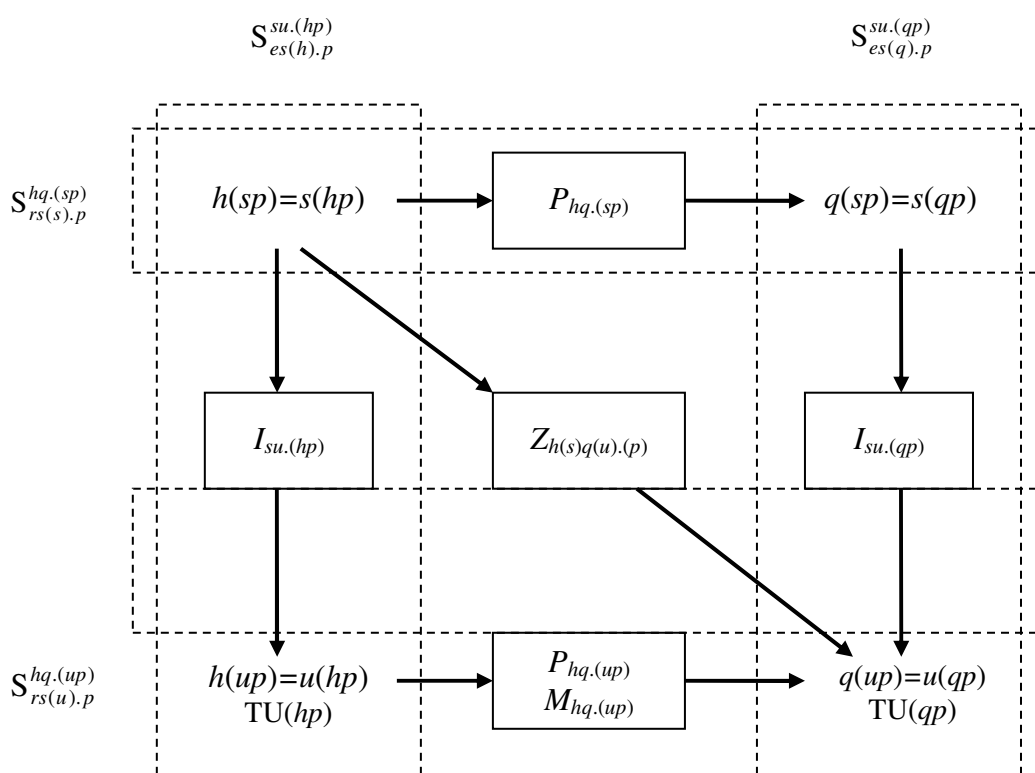 S^{su.(hp)}_{es(h).p} S^{su.(qp)}_{es(q).p}
S^{hq.(sp)}_{rs(s).p} h(sp)=s(hp) P_{hq.(sp)} q(sp)=s(qp)
I_{su.(hp)} Z_{h(s)q(u).(p)} I_{su.(qp)}
S^{hq.(up)}_{rs(u).p} h(up)=u(hp) P_{hq.(up)} q(up)=u(qp)
TU(hp) M_{hq.(up)} TU(qp)